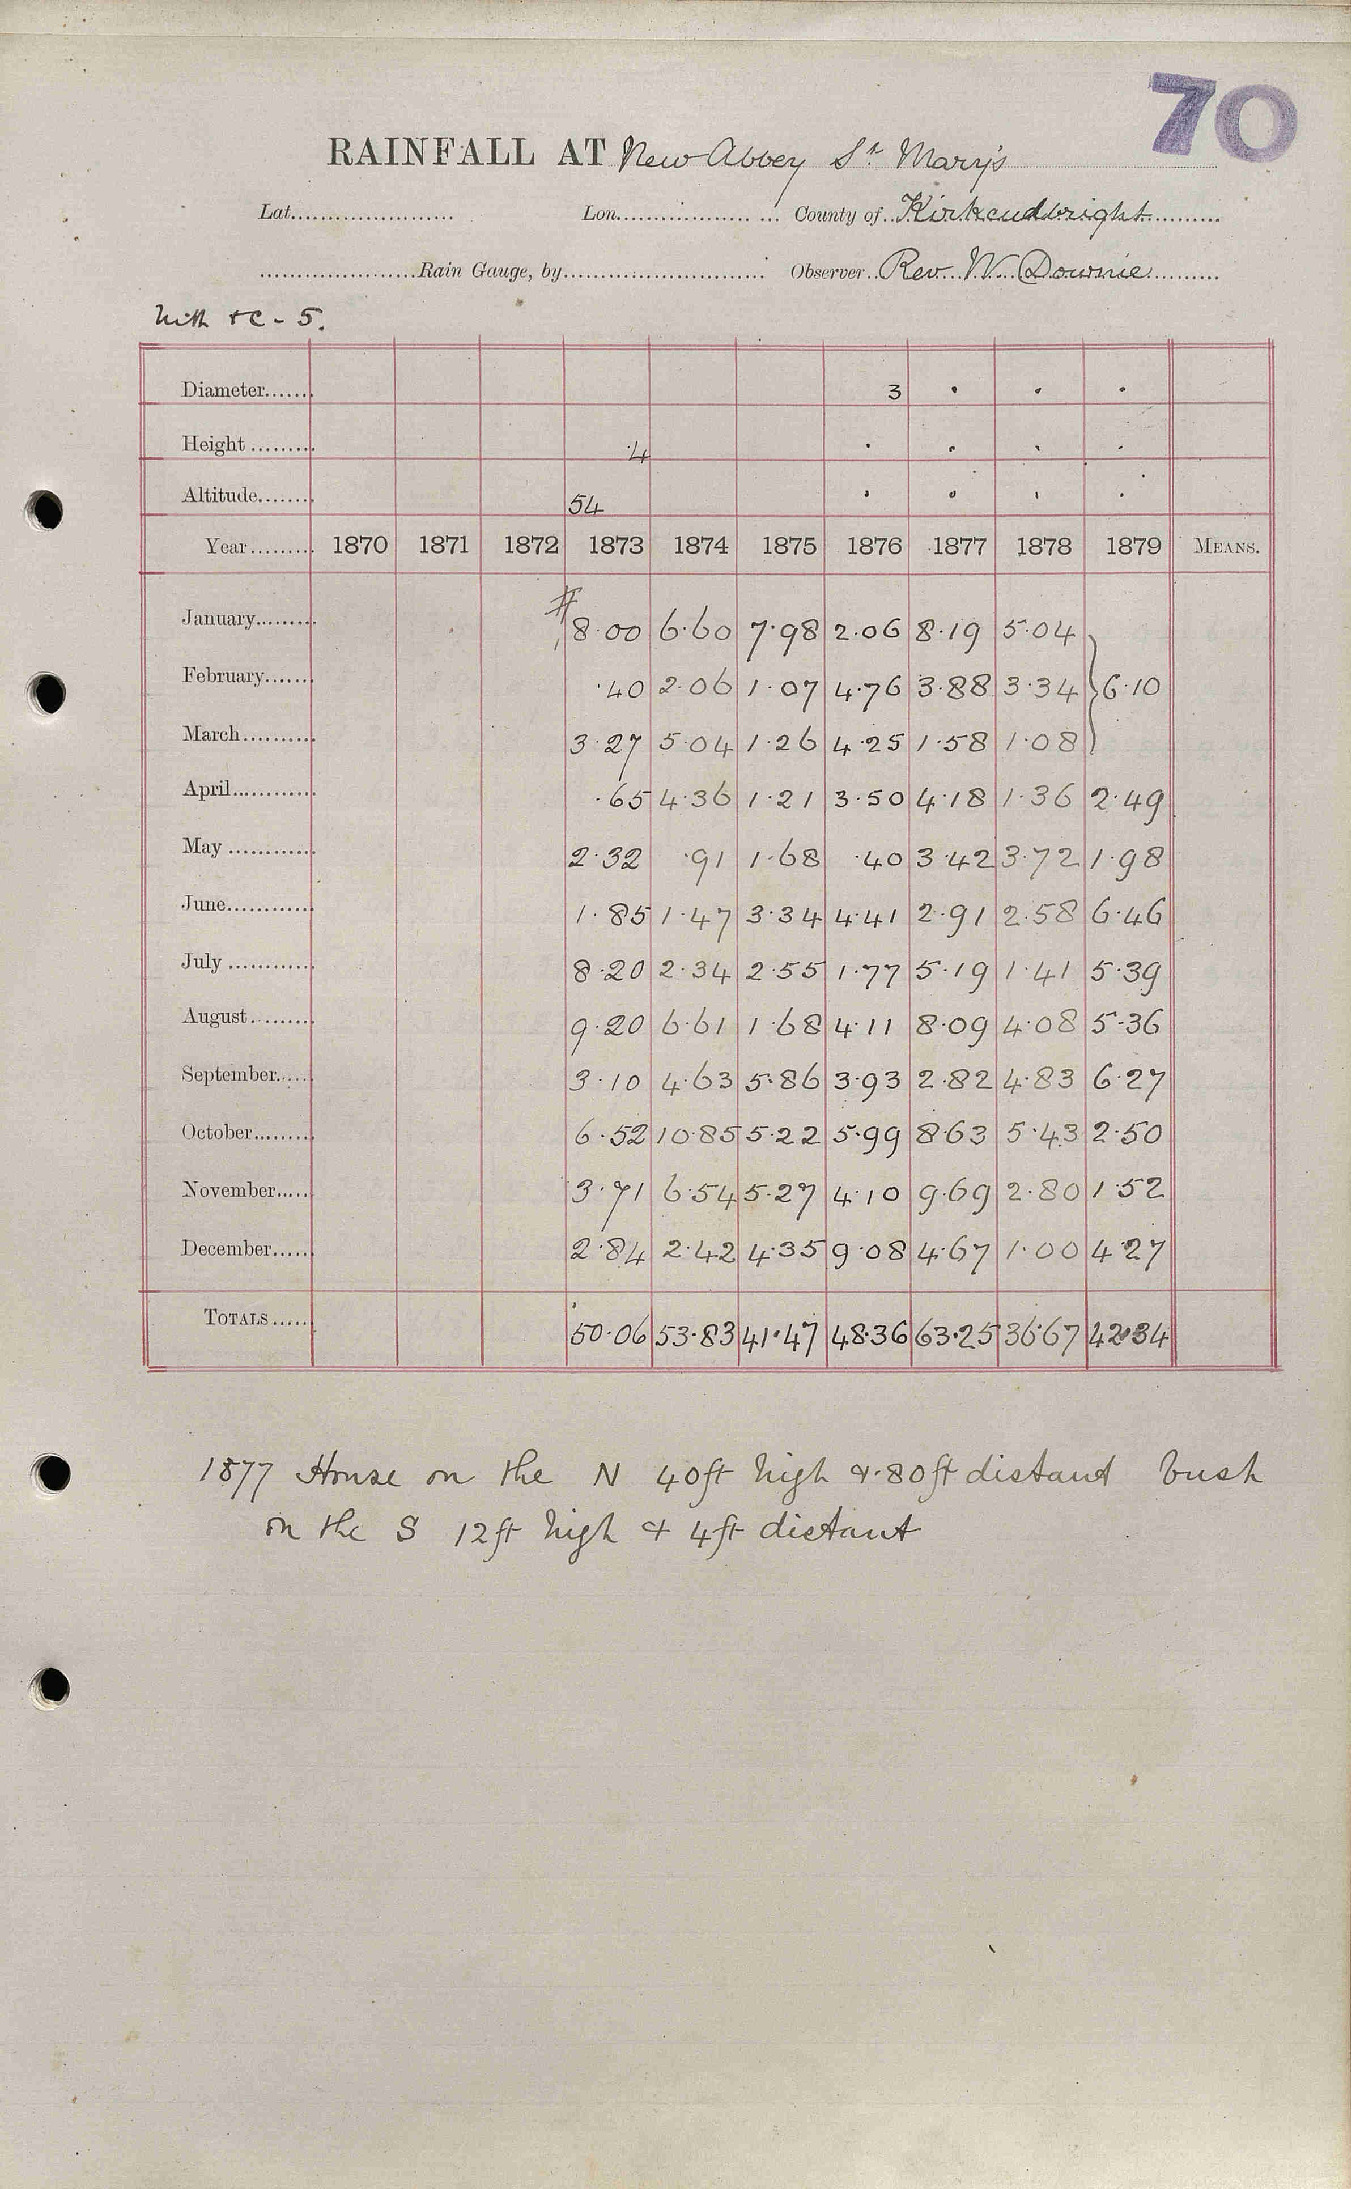 70
RAINFALL AT New Abbey St Mary's
Lat. Lon. County of Kirkcudbright
Rain Gauge, by Observer Rev. W. Downie
- 5.
Diameter 3 · · ·
Height ·4 · · · ·
Altitude 54 · · · ·
Year 1870 1871 1872 1873 1874 1875 1876 1877 1878 1879 MEANS.
January # 8·00 6·60 7·98 2·06 8·19 5·04
February ·40 2·06 1·07 4·76 3·88 3·34 } 6·10
March 3·27 5·04 1·26 4·25 1·58 1·08
April ·65 4·36 1·21 3·50 4·18 1·36 2·49
May 2·32 ·91 1·68 ·40 3·42 3·72 1·98
June 1·85 1·47 3·34 4·41 2·91 2·58 6·46
July 8·20 2·34 2·55 1·77 5·19 1·41 5·39
August 9·20 6·61 1·68 4·11 8·09 4·08 5·36
September 3·10 4·63 5·86 3·93 2·82 4·83 6·27
October 6·52 10·85 5·22 5·99 8·63 5·43 2·50
November 3·71 6·54 5·27 4·10 9·69 2·80 1·52
December 2·84 2·42 4·35 9·08 4·67 1·00 4·27
TOTALS 50·06 53·83 41·47 48·36 63·25 36·67 42·34
1877 House on the N 40ft high & 80ft distant bush
on the S 12ft high & 4ft distant